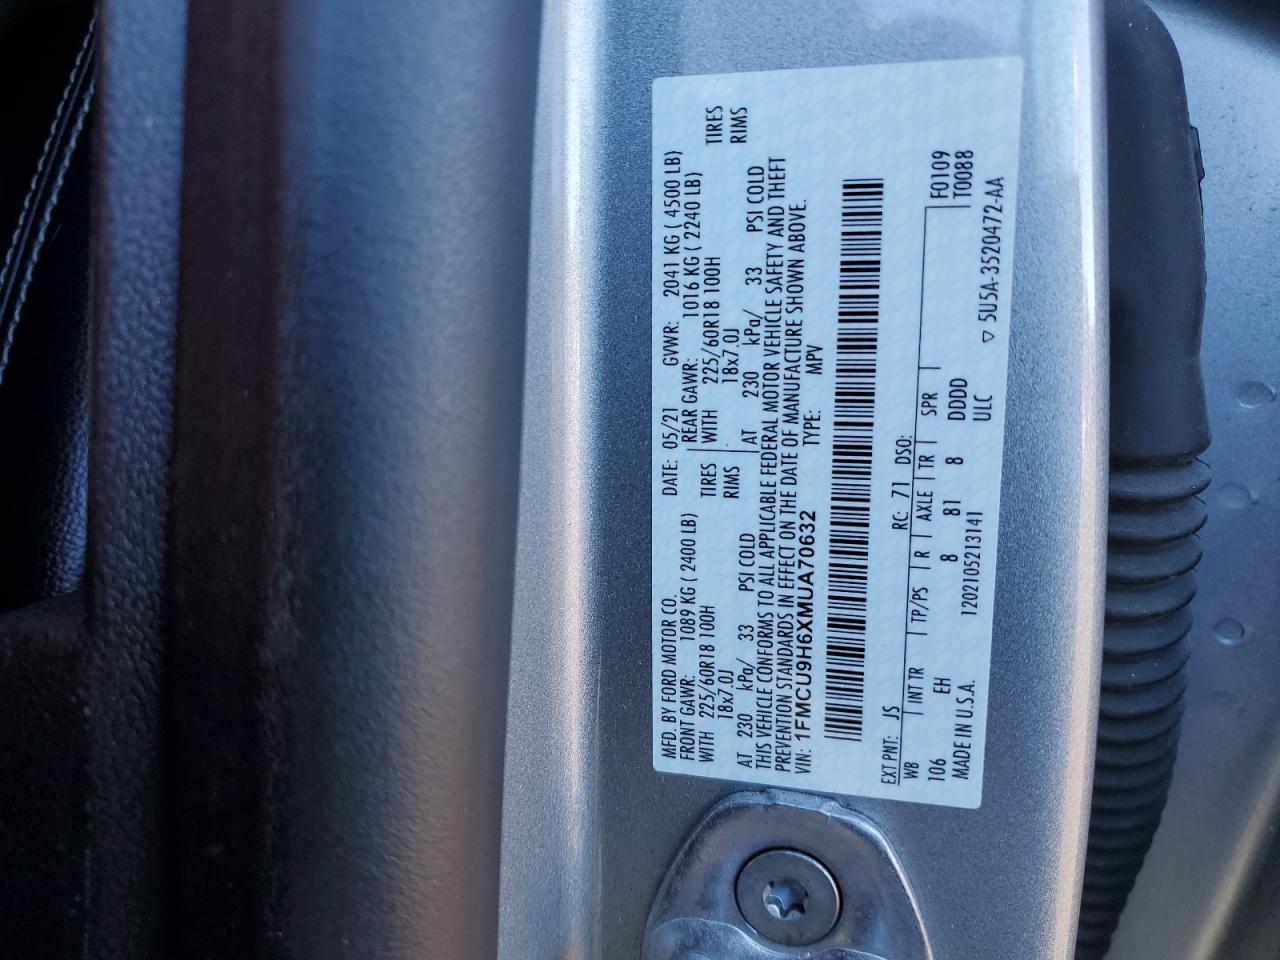 MFD. BY FORD MOTOR CO.
DATE: 05/21 GVWR: 2041 KG ( 4500 LB)
FRONT GAWR: 1089 KG ( 2400 LB)
REAR GAWR: 1016 KG ( 2240 LB)
WITH 225/60R18 100H TIRES
WITH 225/60R18 100H TIRES
18x7.0J RIMS
18x7.0J RIMS
AT 230 kPa/ 33 PSI COLD
AT 230 kPa/ 33 PSI COLD
THIS VEHICLE CONFORMS TO ALL APPLICABLE FEDERAL MOTOR VEHICLE SAFETY AND THEFT
PREVENTION STANDARDS IN EFFECT ON THE DATE OF MANUFACTURE SHOWN ABOVE.
VIN: 1FMCU9H6XMUA70632 TYPE: MPV
EXT PNT: JS RC: 71 DSO: F0109
WB INT TR TP/PS R AXLE TR SPR T0088
106 EH 8 81 8 DDDD
MADE IN U.S.A. 1202105213141 ULC ▽ 5U5A-3520472-AA